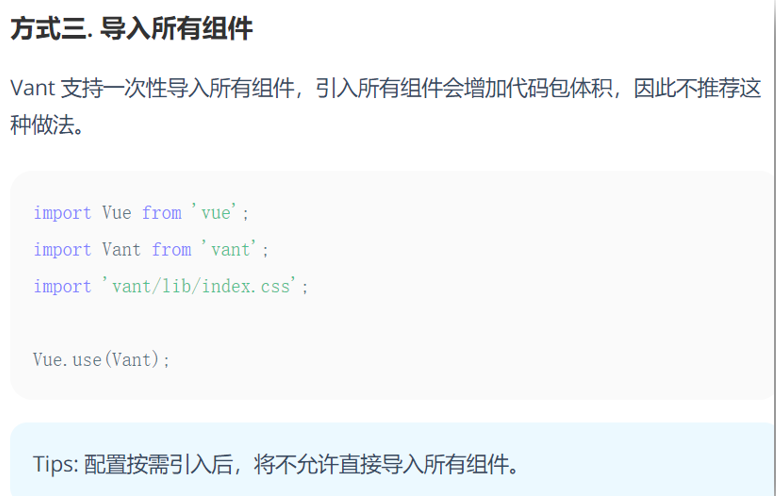 方式三. 导入所有组件
Vant 支持一次性导入所有组件，引入所有组件会增加代码包体积，因此不推荐这
种做法。
import Vue from 'vue';
import Vant from 'vant';
import 'vant/lib/index.css';
Vue.use(Vant);
Tips: 配置按需引入后，将不允许直接导入所有组件。